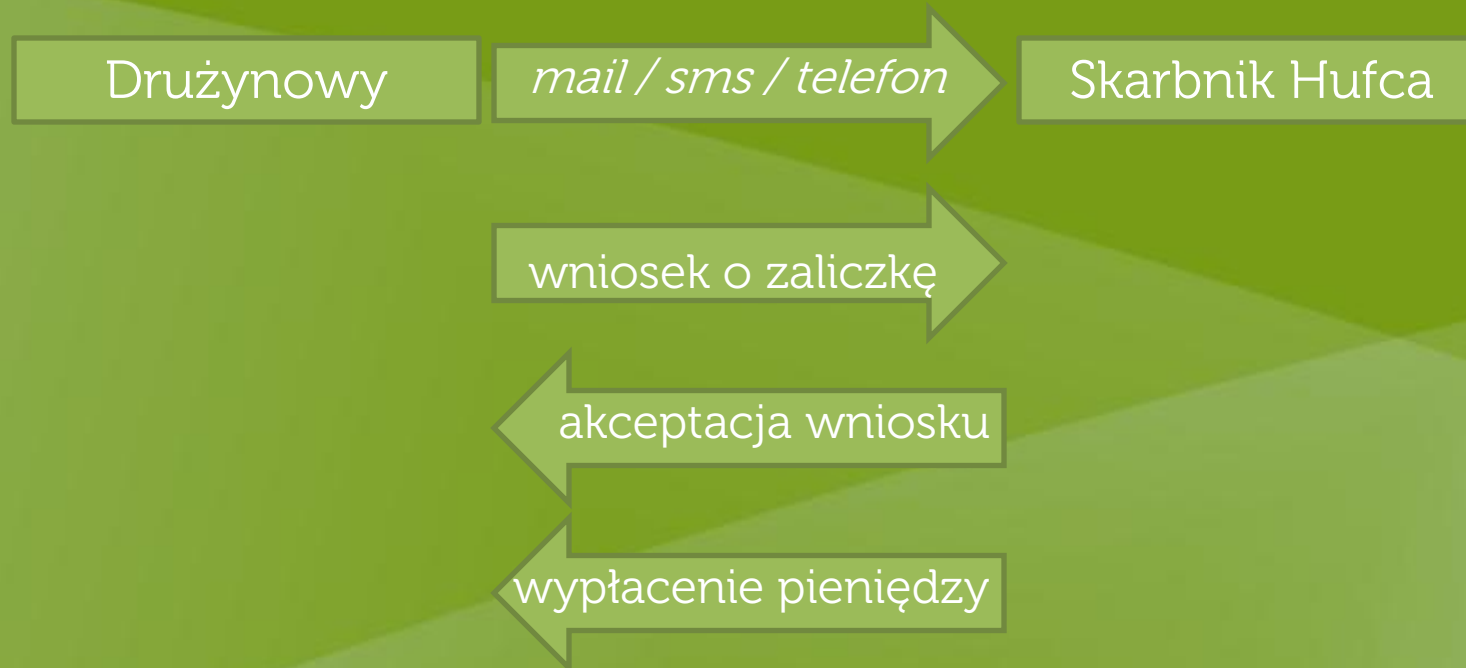 Drużynowy
mail / sms / telefon
Skarbnik Hufca
wniosek o zaliczkę
akceptacja wniosku
wypłacenie pieniędzy